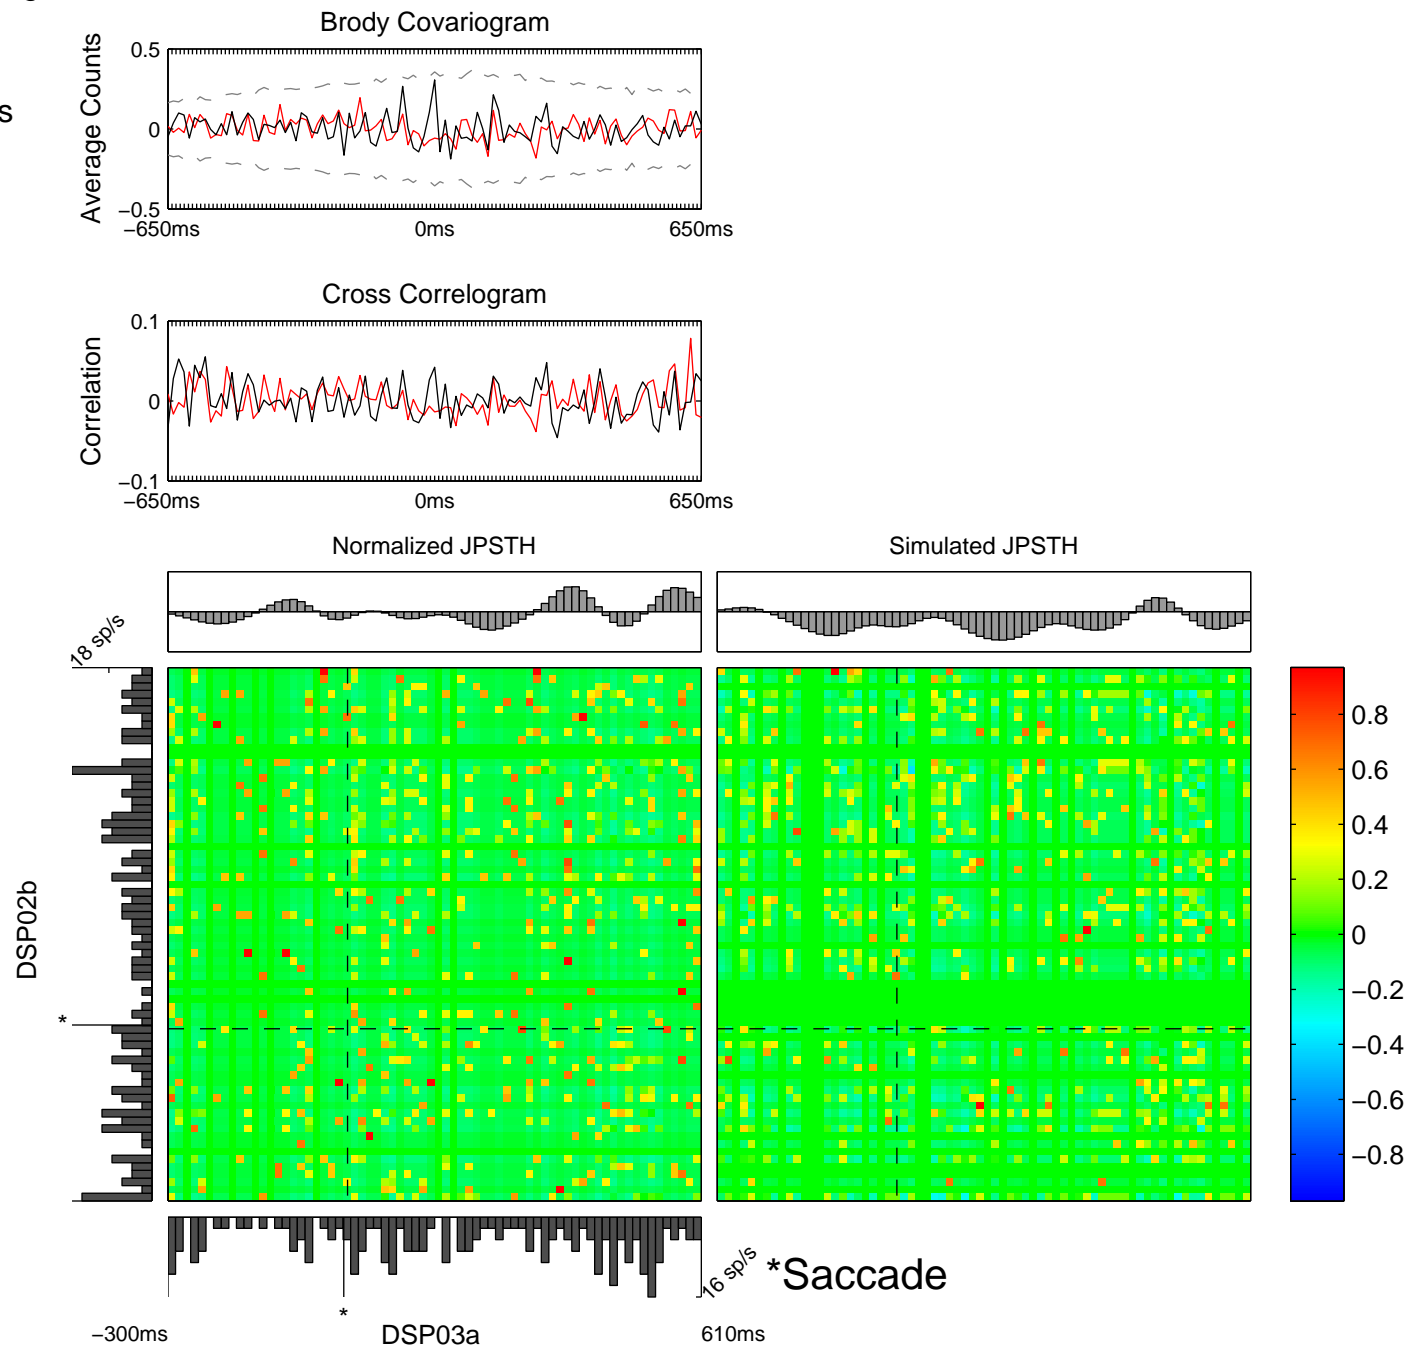 Brody Covariogram
Average Counts
0.5
0
−0.5
−650ms
0ms
650ms
s
Cross Correlogram
Correlation
0.1
0
−0.1
−650ms
0ms
650ms
Normalized JPSTH
Simulated JPSTH
18 sp/s
DSP02b
*
0.8
0.6
0.4
0.2
0
−0.2
−0.4
−0.6
−0.8
16 sp/s
*Saccade
*
−300ms
DSP03a
610ms